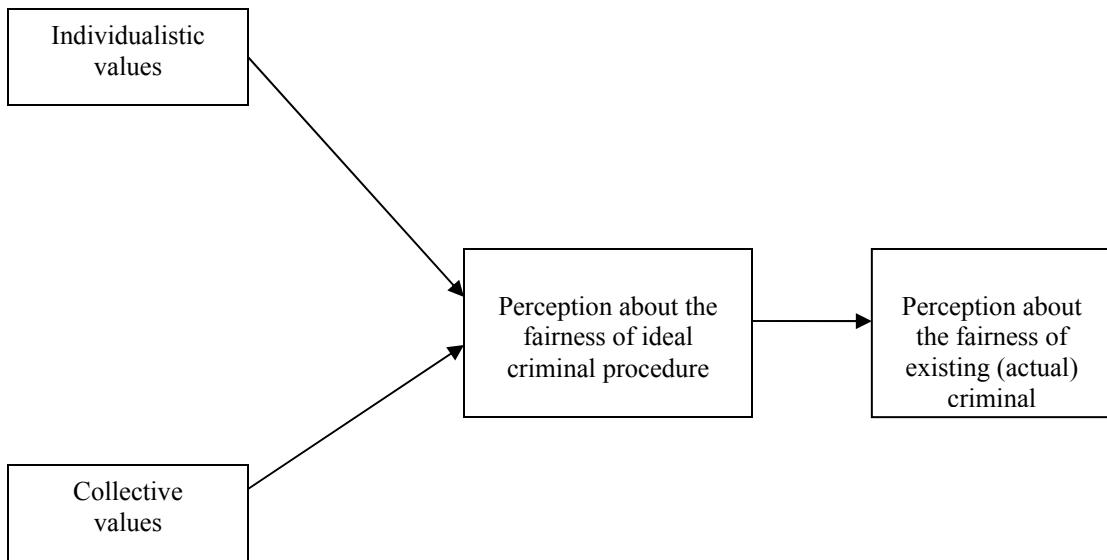 Individualistic
values
Perception about the
fairness of ideal
criminal procedure
Perception about
the fairness of
existing (actual)
criminal
Collective
values